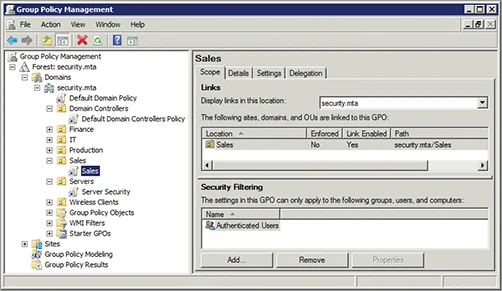 Group Policy Management
File Action View Window Help
Group Policy Management
Forest: security.mta
Domains
security.mta
Default Domain Policy
Domain Controllers
Default Domain Controllers Policy
Finance
IT
Production
Sales
Sales
Servers
Server Security
Wireless Clients
Group Policy Objects
WMI Filters
Starter GPOs
Sites
Group Policy Modeling
Group Policy Results
Sales
Scope Details Settings Delegation
Links
Display links in this location: security.mta
The following sites, domains, and OUs are linked to this GPO:
Location Enforced Link Enabled Path
Sales No Yes security.mta/Sales
Security Filtering
The settings in this GPO can only apply to the following groups, users, and computers:
Name
Authenticated Users
Add... Remove Properties